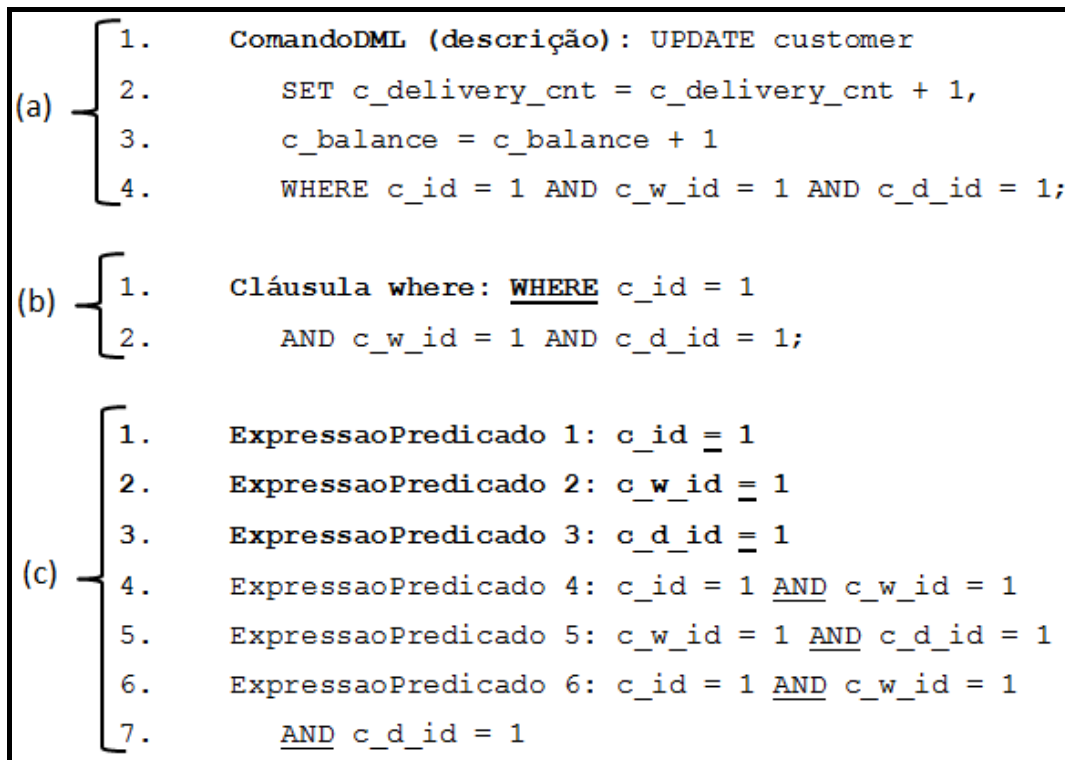 (a)
1. ComandoDML (descrição): UPDATE customer
2. SET c_delivery_cnt = c_delivery_cnt + 1,
3. c_balance = c_balance + 1
4. WHERE c_id = 1 AND c_w_id = 1 AND c_d_id = 1;
(b)
1. Cláusula where: WHERE c_id = 1
2. AND c_w_id = 1 AND c_d_id = 1;
(c)
1. ExpressaoPredicado 1: c_id = 1
2. ExpressaoPredicado 2: c_w_id = 1
3. ExpressaoPredicado 3: c_d_id = 1
4. ExpressaoPredicado 4: c_id = 1 AND c_w_id = 1
5. ExpressaoPredicado 5: c_w_id = 1 AND c_d_id = 1
6. ExpressaoPredicado 6: c_id = 1 AND c_w_id = 1
7. AND c_d_id = 1